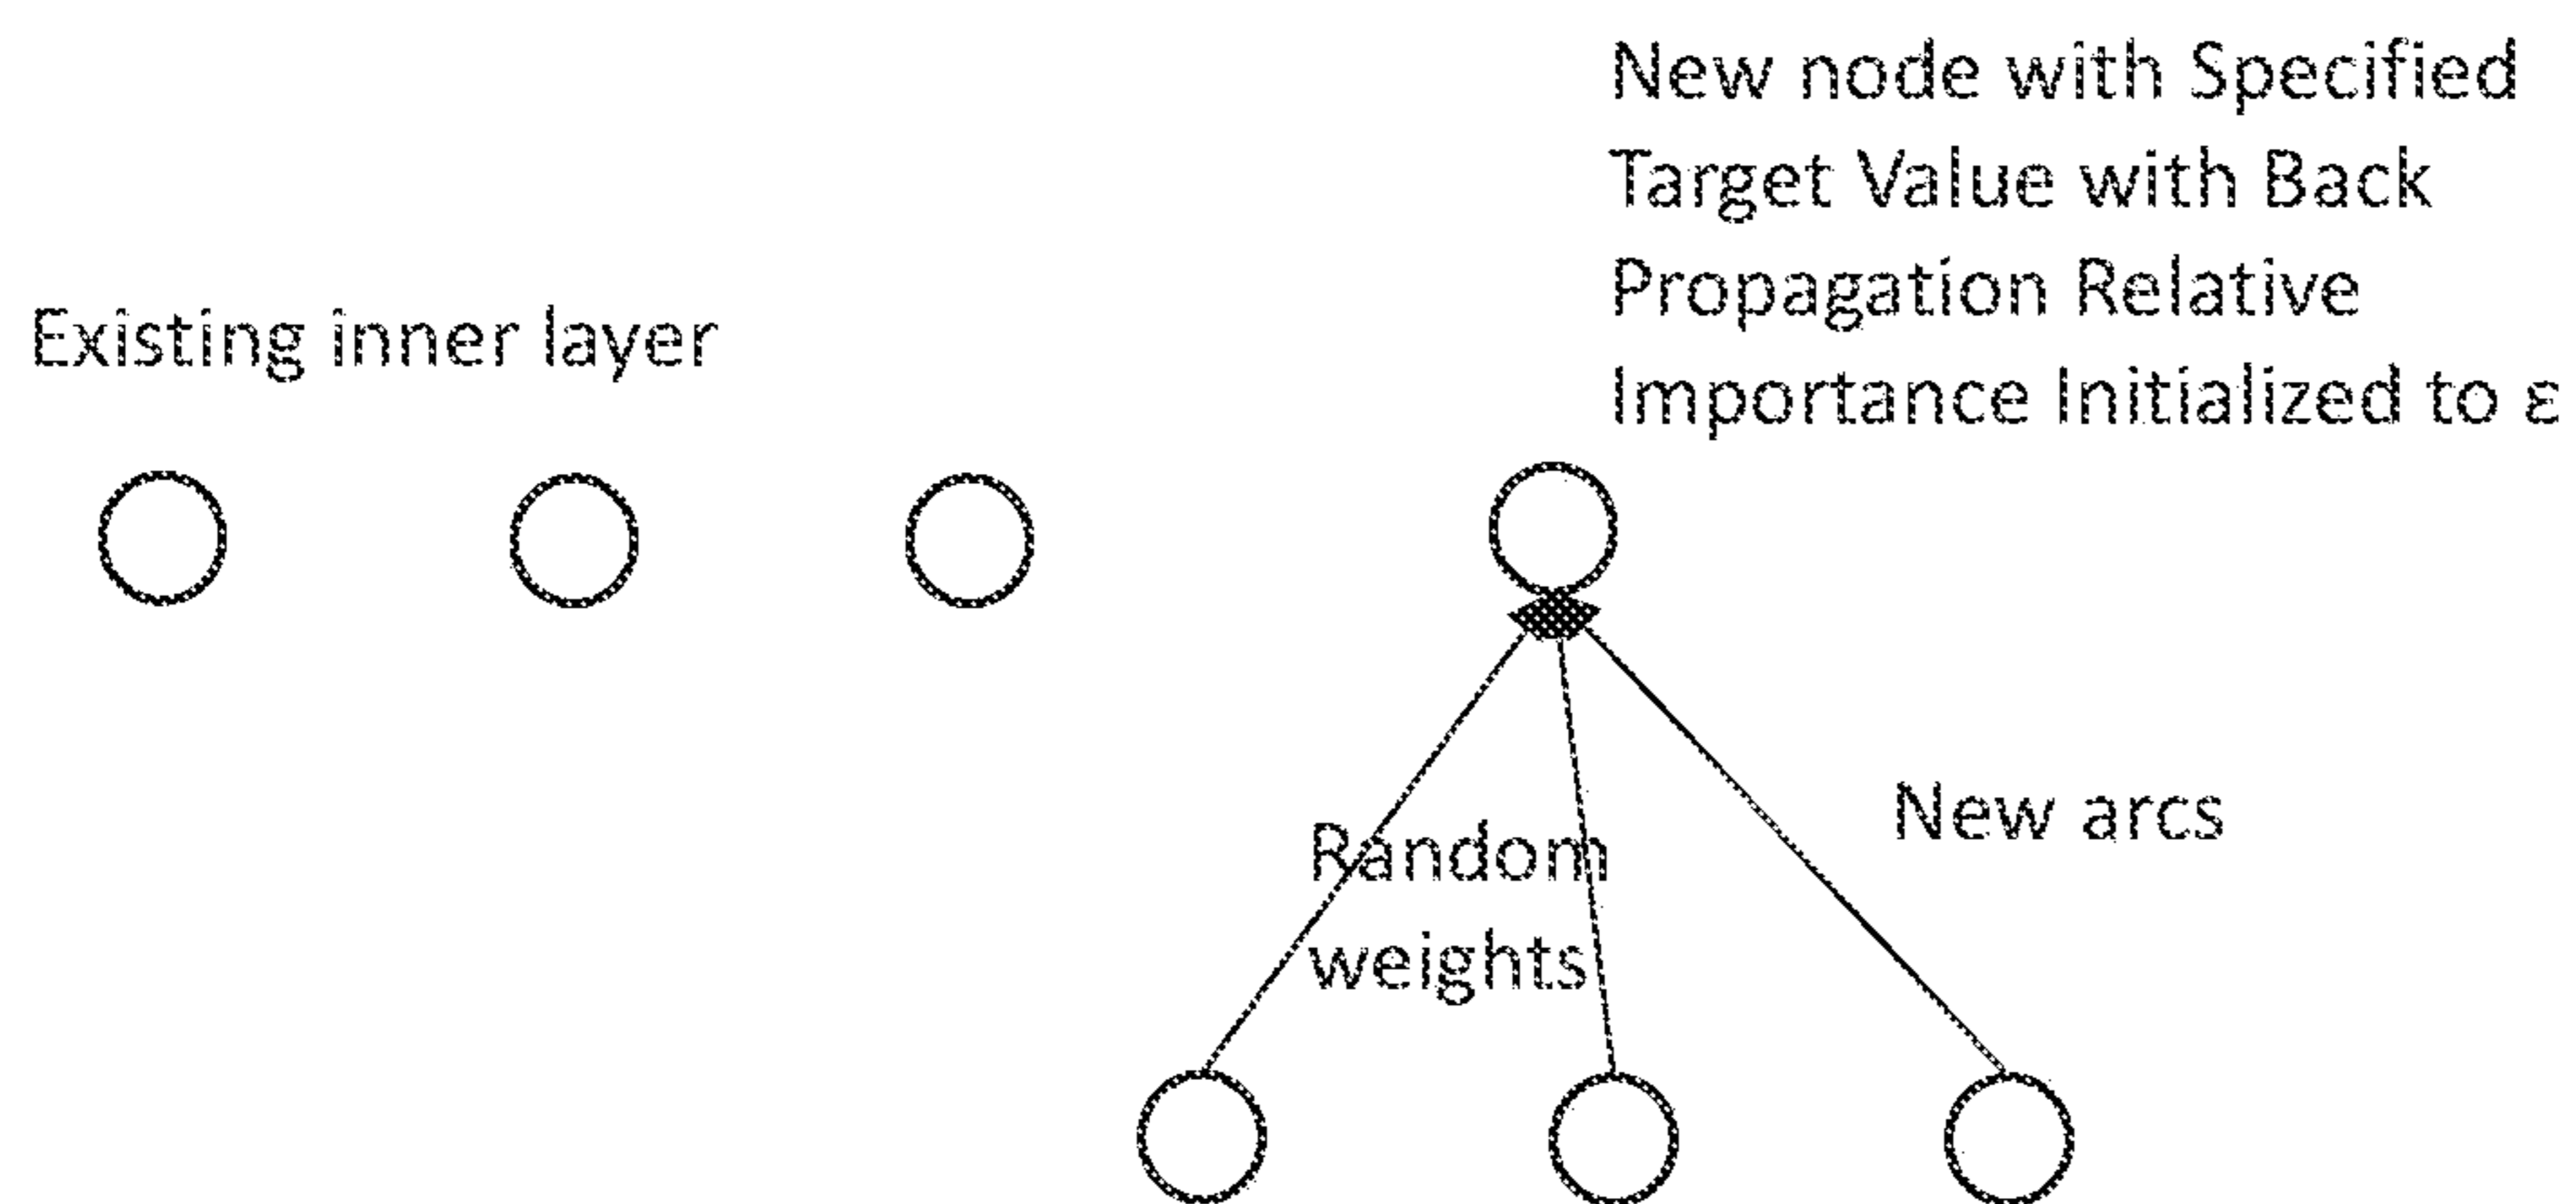 New node with Specified
Target Value with Back
Propagation Relative
Importance Initialized to ε
Existing inner layer
New arcs
Random
weights